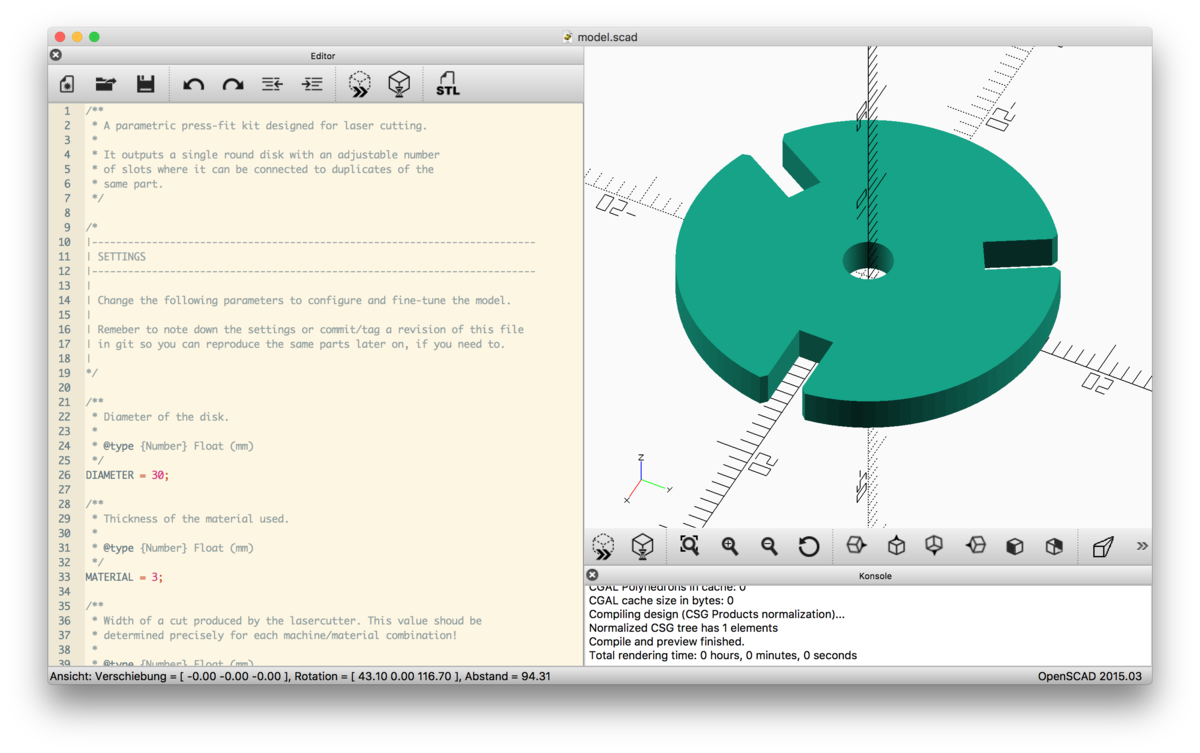 model.scad
Editor
STL
1 /**
2  * A parametric press-fit kit designed for laser cutting.
3  *
4  * It outputs a single round disk with an adjustable number
5  * of slots where it can be connected to duplicates of the
6  * same part.
7  */
8
9 /*
10 |--------------------------------------------------------------------------
11 | SETTINGS
12 |--------------------------------------------------------------------------
13 |
14 | Change the following parameters to configure and fine-tune the model.
15 |
16 | Remeber to note down the settings or commit/tag a revision of this file
17 | in git so you can reproduce the same parts later on, if you need to.
18 |
19 */
20
21 /**
22  * Diameter of the disk.
23  *
24  * @type {Number} Float (mm)
25  */
26 DIAMETER = 30;
27
28 /**
29  * Thickness of the material used.
30  *
31  * @type {Number} Float (mm)
32  */
33 MATERIAL = 3;
34
35 /**
36  * Width of a cut produced by the lasercutter. This value shoud be
37  * determined precisely for each machine/material combination!
38  *
39  * @type {Number} Float (mm)
20
-20
20
20
Z
Y
X
Konsole
CGAL Polyhedrons in cache: 0
CGAL cache size in bytes: 0
Compiling design (CSG Products normalization)...
Normalized CSG tree has 1 elements
Compile and preview finished.
Total rendering time: 0 hours, 0 minutes, 0 seconds
Ansicht: Verschiebung = [ -0.00 -0.00 -0.00 ], Rotation = [ 43.10 0.00 116.70 ], Abstand = 94.31
OpenSCAD 2015.03